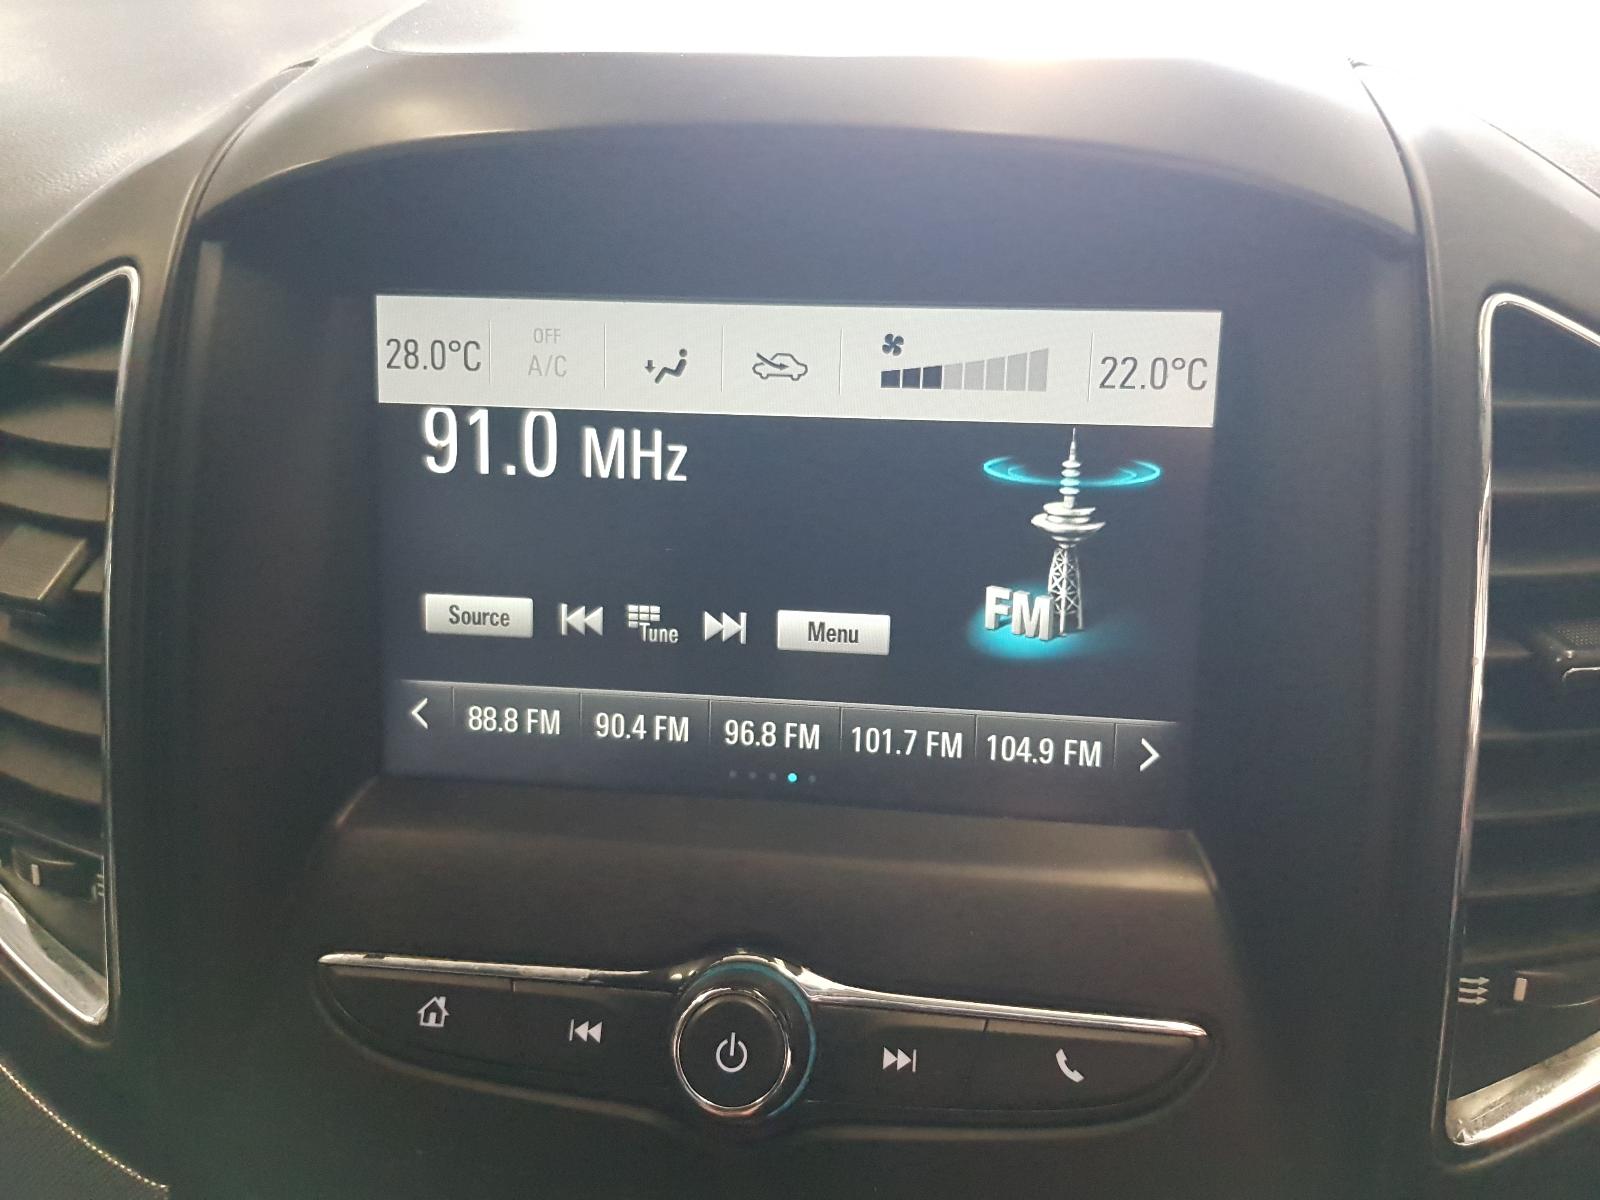 OFF
28.0°C A/C 22.0°C
91.0 MHz
FM
Source Tune Menu
88.8 FM 90.4 FM 96.8 FM 101.7 FM 104.9 FM